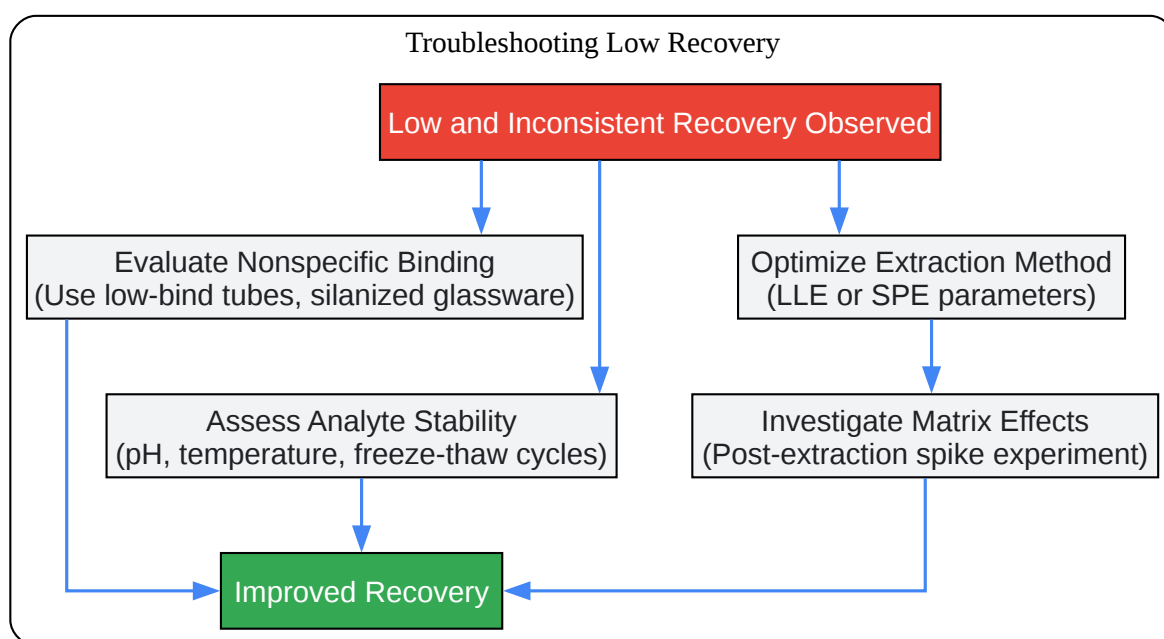 Troubleshooting Low Recovery
Low and Inconsistent Recovery Observed
Evaluate Nonspecific Binding
(Use low-bind tubes, silanized glassware)
Optimize Extraction Method
(LLE or SPE parameters)
Assess Analyte Stability
(pH, temperature, freeze-thaw cycles)
Investigate Matrix Effects
(Post-extraction spike experiment)
Improved Recovery